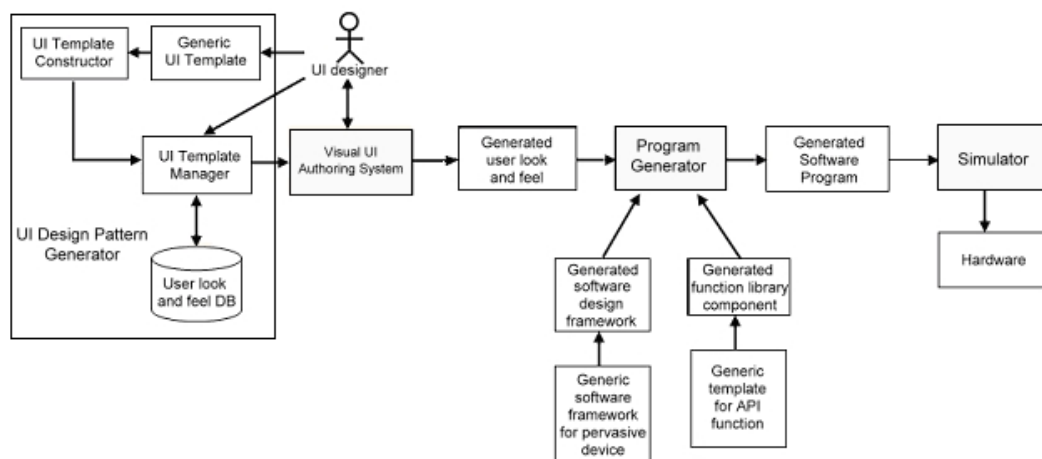 UI Template
Constructor
Generic
UI Template
UI designer
UI Template
Manager
Visual UI
Authoring System
Generated
user look
and feel
Program
Generator
Generated
Software
Program
Simulator
UI Design Pattern
Generator
User look
and feel DB
Hardware
Generated
software
design
framework
Generated
function library
component
Generic
software
framework
for pervasive
device
Generic
template
for API
function